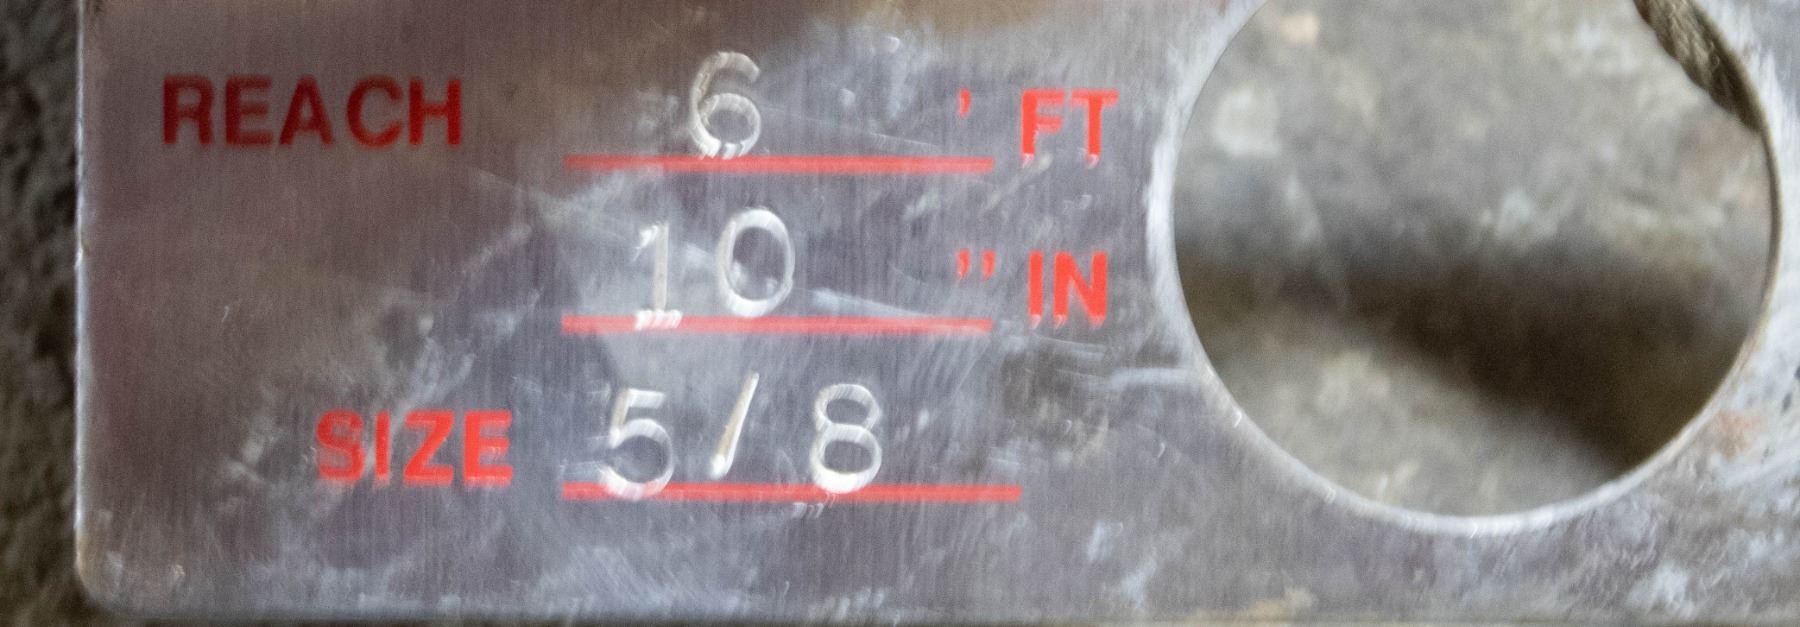 REACH 6 ' FT
10 " IN
SIZE 5/8